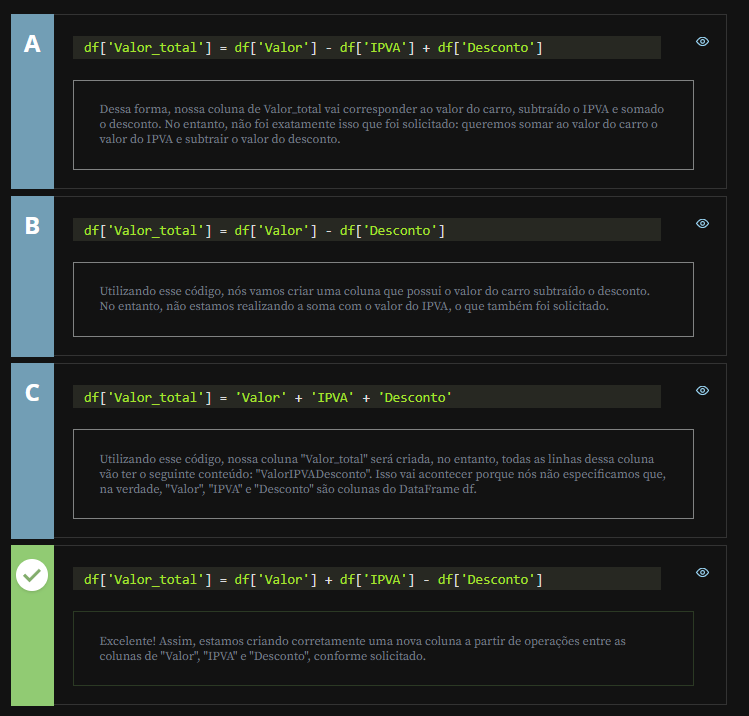 A
df['Valor_total'] = df['Valor'] - df['IPVA'] + df['Desconto']
Dessa forma, nossa coluna de Valor_total vai corresponder ao valor do carro, subtraído o IPVA e somado
o desconto. No entanto, não foi exatamente isso que foi solicitado: queremos somar ao valor do carro o
valor do IPVA e subtrair o valor do desconto.
B
df['Valor_total'] = df['Valor'] - df['Desconto']
Utilizando esse código, nós vamos criar uma coluna que possui o valor do carro subtraído o desconto.
No entanto, não estamos realizando a soma com o valor do IPVA, o que também foi solicitado.
C
df['Valor_total'] = 'Valor' + 'IPVA' + 'Desconto'
Utilizando esse código, nossa coluna "Valor_total" será criada, no entanto, todas as linhas dessa coluna
vão ter o seguinte conteúdo: "ValorIPVADesconto". Isso vai acontecer porque nós não especificamos que,
na verdade, "Valor", "IPVA" e "Desconto" são colunas do DataFrame df.
df['Valor_total'] = df['Valor'] + df['IPVA'] - df['Desconto']
Excelente! Assim, estamos criando corretamente uma nova coluna a partir de operações entre as
colunas de "Valor", "IPVA" e "Desconto", conforme solicitado.